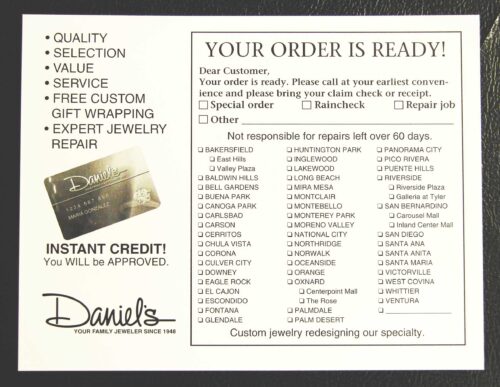 • QUALITY
• SELECTION
• VALUE
• SERVICE
• FREE CUSTOM
GIFT WRAPPING
• EXPERT JEWELRY
REPAIR
Daniel's
MARIA GONZALEZ
INSTANT CREDIT!
You WILL be APPROVED.
Daniel's
YOUR FAMILY JEWELER SINCE 1948
YOUR ORDER IS READY!
Dear Customer,
Your order is ready. Please call at your earliest conven-
ience and please bring your claim check or receipt.
☐ Special order ☐ Raincheck ☐ Repair job
☐ Other
Not responsible for repairs left over 60 days.
❑ BAKERSFIELD
❑ East Hills
❑ Valley Plaza
❑ BALDWIN HILLS
❑ BELL GARDENS
❑ BUENA PARK
❑ CANOGA PARK
❑ CARLSBAD
❑ CARSON
❑ CERRITOS
❑ CHULA VISTA
❑ CORONA
❑ CULVER CITY
❑ DOWNEY
❑ EAGLE ROCK
❑ EL CAJON
❑ ESCONDIDO
❑ FONTANA
❑ GLENDALE
❑ HUNTINGTON PARK
❑ INGLEWOOD
❑ LAKEWOOD
❑ LONG BEACH
❑ MIRA MESA
❑ MONTCLAIR
❑ MONTEBELLO
❑ MONTEREY PARK
❑ MORENO VALLEY
❑ NATIONAL CITY
❑ NORTHRIDGE
❑ NORWALK
❑ OCEANSIDE
❑ ORANGE
❑ OXNARD
❑ Centerpoint Mall
❑ The Rose
❑ PALMDALE
❑ PALM DESERT
❑ PANORAMA CITY
❑ PICO RIVERA
❑ PUENTE HILLS
❑ RIVERSIDE
❑ Riverside Plaza
❑ Galleria at Tyler
❑ SAN BERNARDINO
❑ Carousel Mall
❑ Inland Center Mall
❑ SAN DIEGO
❑ SANTA ANA
❑ SANTA ANITA
❑ SANTA MARIA
❑ VICTORVILLE
❑ WEST COVINA
❑ WHITTIER
❑ VENTURA
❑
Custom jewelry redesigning our specialty.